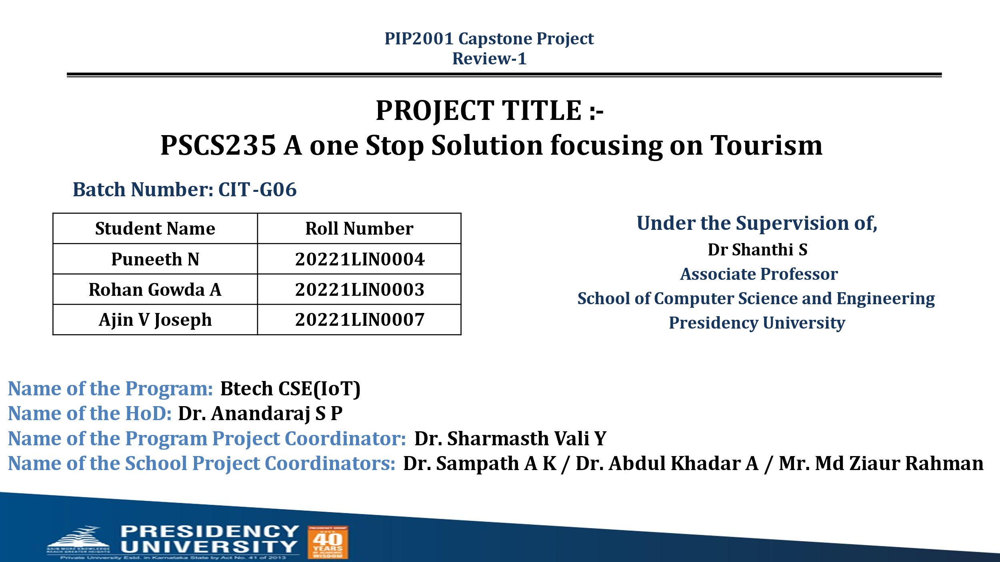 PIP2001 Capstone Project
Review-1
PROJECT TITLE :-
PSCS235 A one Stop Solution focusing on Tourism
Batch Number: CIT-G06
Student Name Roll Number
Puneeth N 20221LIN0004
Rohan Gowda A 20221LIN0003
Ajin V Joseph 20221LIN0007
Under the Supervision of,
Dr Shanthi S
Associate Professor
School of Computer Science and Engineering
Presidency University
Name of the Program: Btech CSE(IoT)
Name of the HoD: Dr. Anandaraj S P
Name of the Program Project Coordinator: Dr. Sharmasth Vali Y
Name of the School Project Coordinators: Dr. Sampath A K / Dr. Abdul Khadar A / Mr. Md Ziaur Rahman
GAIN MORE KNOWLEDGE
REACH GREATER HEIGHTS
PRESIDENCY
UNIVERSITY
Private University Estd. in Karnataka State by Act No. 41 of 2013
PRESIDENCY GROUP
OVER
40
YEARS
OF ACADEMIC
WISDOM